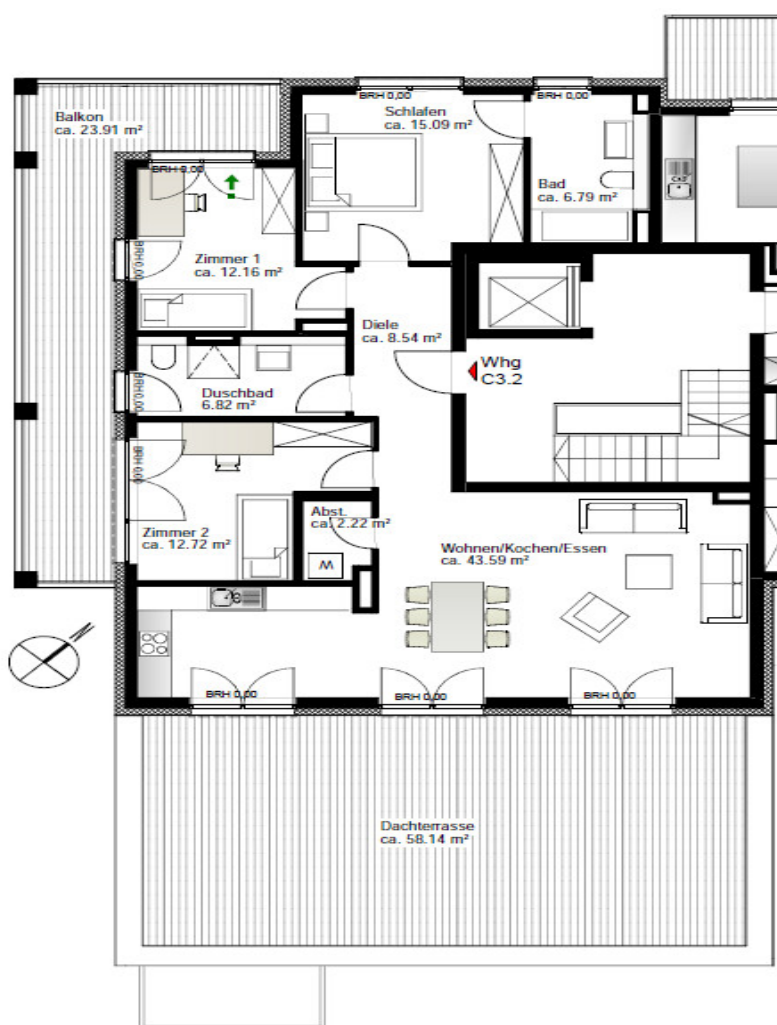 BRH 0,00
BRH 0,00
Schlafen
ca. 15.09 m²
Balkon
ca. 23.91 m²
BRH 0,00
Bad
ca. 6.79 m²
Zimmer 1
ca. 12.16 m²
BRH 0,00
Diele
ca. 8.54 m²
Whg
C3.2
Duschbad
6.82 m²
BRH 0,00
BRH 0,00
Abst.
ca. 2.22 m²
Zimmer 2
ca. 12.72 m²
M
Wohnen/Kochen/Essen
ca. 43.59 m²
BRH 0,00
BRH 0,00
BRH 0,00
Dachterrasse
ca. 58.14 m²